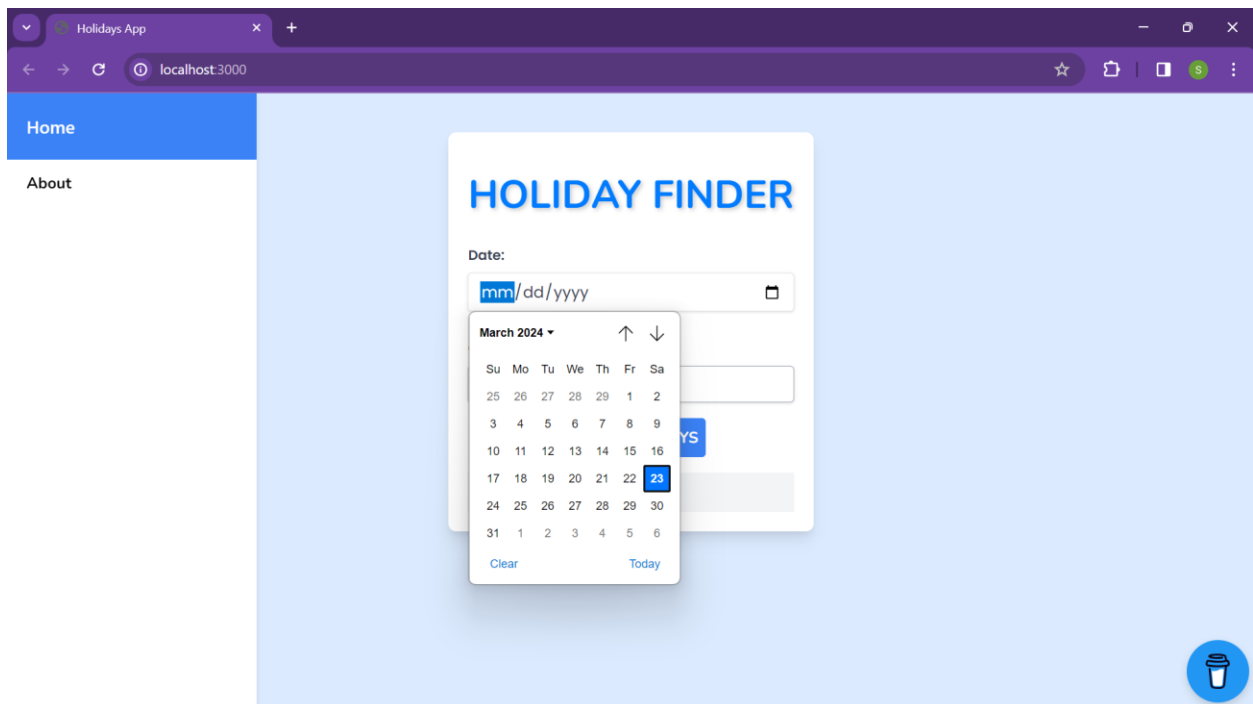 Holidays App
localhost:3000
S
Home
About
HOLIDAY FINDER
Date:
mm/dd/yyyy
March 2024
Su Mo Tu We Th Fr Sa
25 26 27 28 29 1 2
3 4 5 6 7 8 9
10 11 12 13 14 15 16
17 18 19 20 21 22 23
24 25 26 27 28 29 30
31 1 2 3 4 5 6
YS
Clear Today